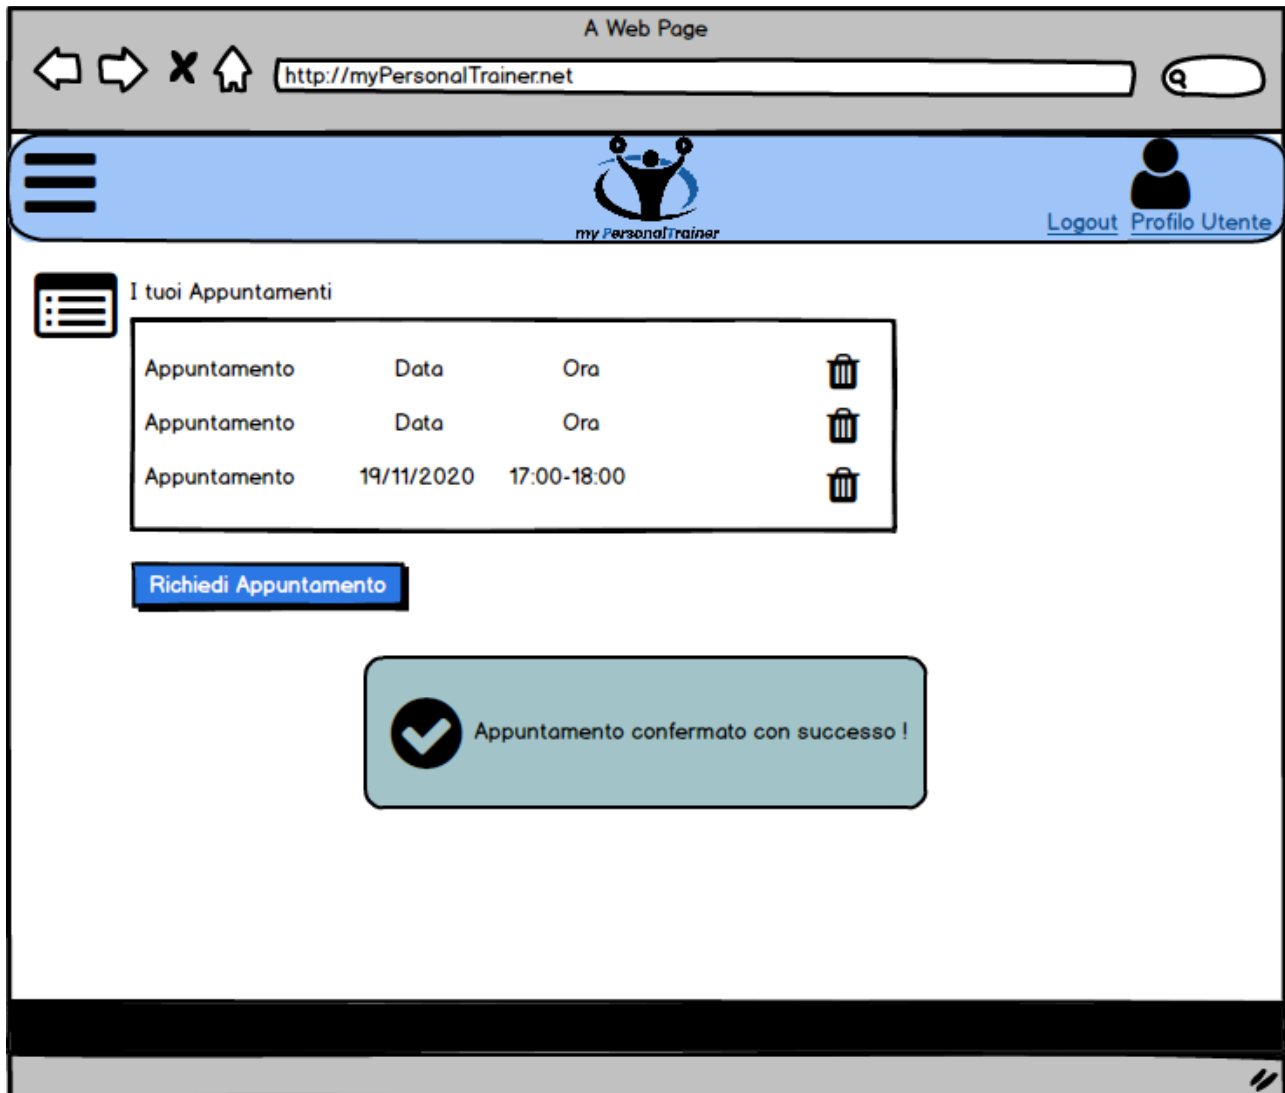 A Web Page
http://myPersonalTrainer.net
my PersonalTrainer
Logout Profilo Utente
I tuoi Appuntamenti
Appuntamento Data Ora
Appuntamento Data Ora
Appuntamento 19/11/2020 17:00-18:00
Richiedi Appuntamento
Appuntamento confermato con successo !